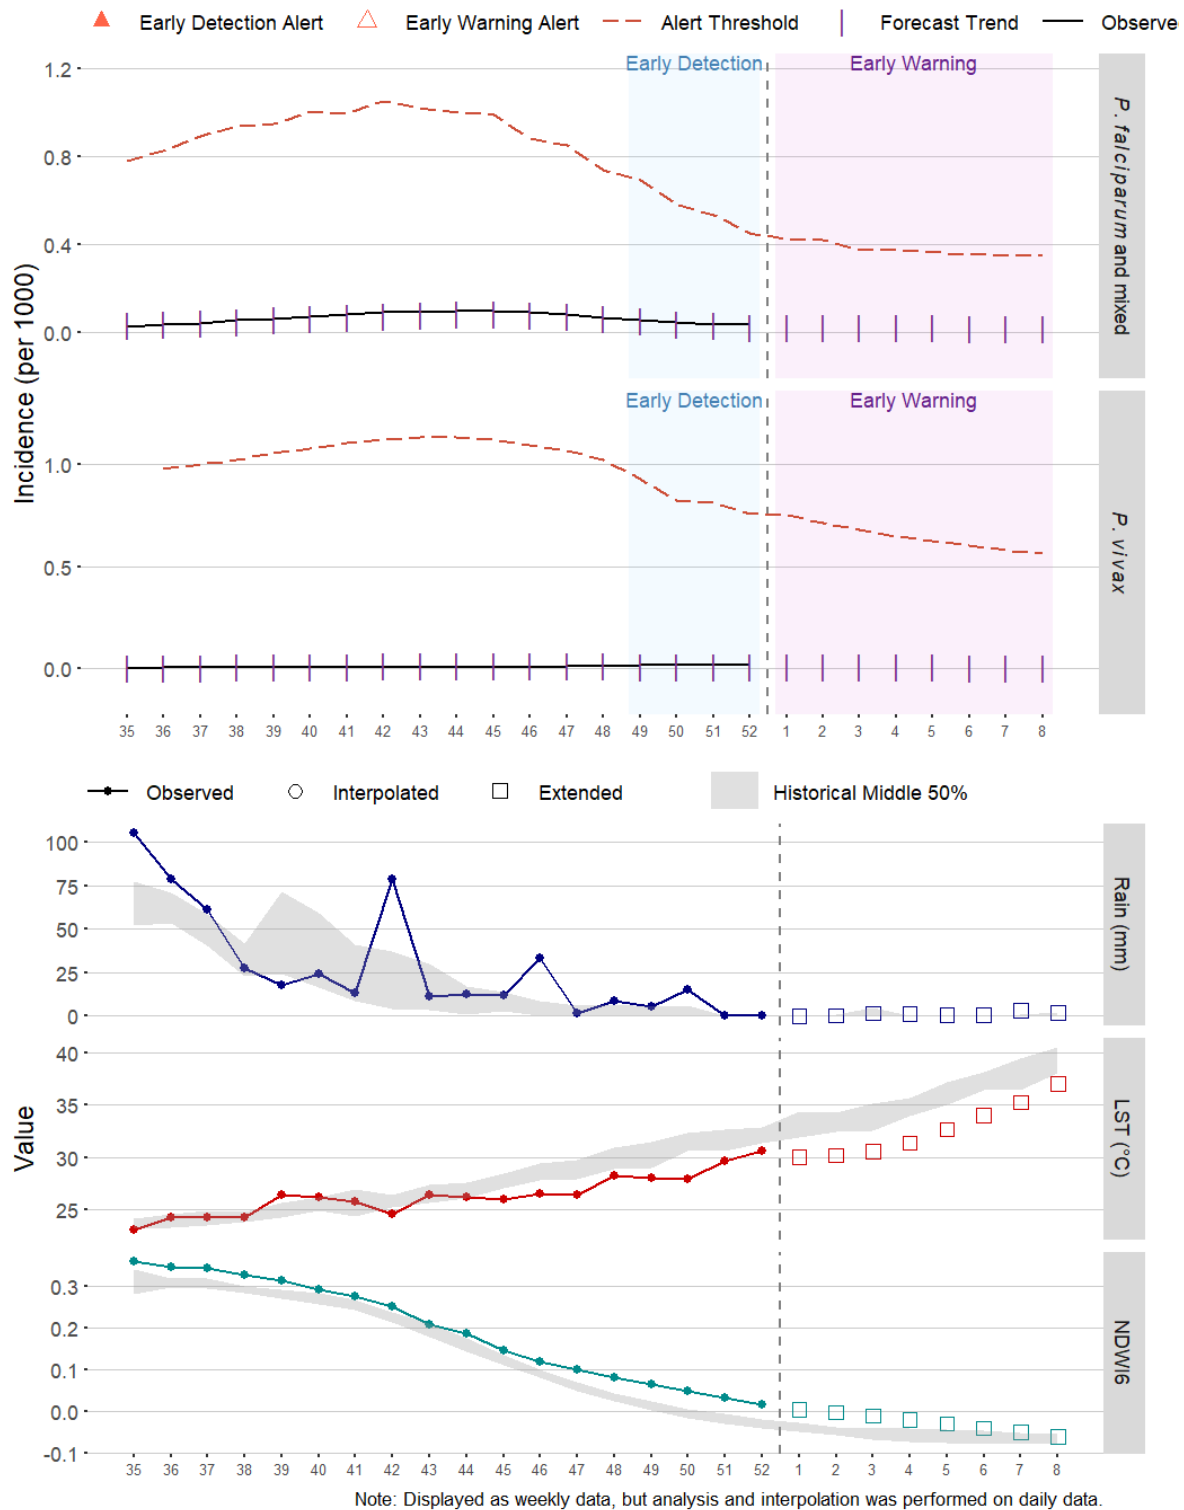 Early Detection Alert Early Warning Alert Alert Threshold Forecast Trend Observe
Early Detection Early Warning
1.2
0.8
0.4
0.0
P. falciparum and mixed
Incidence (per 1000)
Early Detection Early Warning
1.0
0.5
0.0
P. vivax
35 36 37 38 39 40 41 42 43 44 45 46 47 48 49 50 51 52 1 2 3 4 5 6 7 8
Observed Interpolated Extended Historical Middle 50%
100
75
50
25
0
Rain (mm)
Value
40
35
30
25
LST (°C)
0.3
0.2
0.1
0.0
-0.1
NDWI6
35 36 37 38 39 40 41 42 43 44 45 46 47 48 49 50 51 52 1 2 3 4 5 6 7 8
Note: Displayed as weekly data, but analysis and interpolation was performed on daily data.